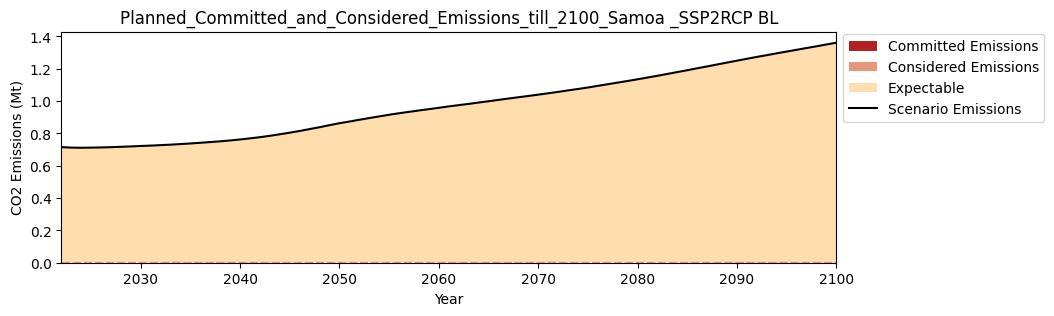 Planned_Committed_and_Considered_Emissions_till_2100_Samoa _SSP2RCP BL
CO2 Emissions (Mt)
1.4
1.2
1.0
0.8
0.6
0.4
0.2
0.0
2030 2040 2050 2060 2070 2080 2090 2100
Year
Committed Emissions
Considered Emissions
Expectable
Scenario Emissions